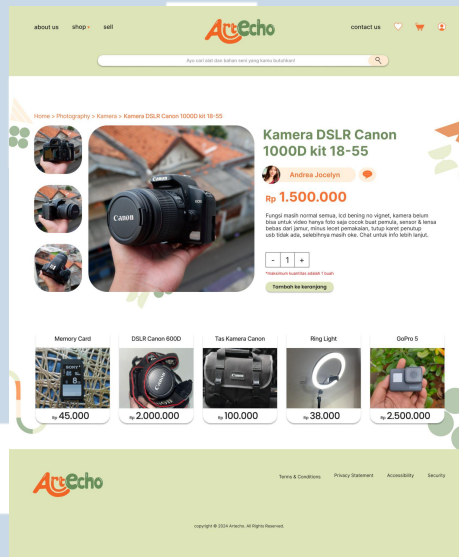 about us
shop
sell
ArtEcho
contact us
Ayo cari alat dan bahan seni yang kamu butuhkan!
Home > Photography > Kamera > Kamera DSLR Canon 1000D kit 18-55
Canon
Kamera DSLR Canon
1000D kit 18-55
Andrea Jocelyn
Rp 1.500.000
Fungsi masih normal semua, lcd bening no vignet, kamera belum
bisa untuk video hanya foto saja cocok buat pemula, sensor & lensa
bebas dari jamur, minus lecet pemakaian, tutup karet penutup
usb tidak ada, selebihnya masih oke. Chat untuk info lebih lanjut.
- 1 +
*maksimum kuantitas adalah 1 buah
Tambah ke keranjang
Memory Card
DSLR Canon 600D
Tas Kamera Canon
Ring Light
GoPro 5
SONY
8
Canon
Canon
Rp 45.000
Rp 2.000.000
Rp 100.000
Rp 38.000
Rp 2.500.000
ArtEcho
Terms & Conditions
Privacy Statement
Accessibility
Security
copyright © 2024 Artecho. All Rights Reserved.